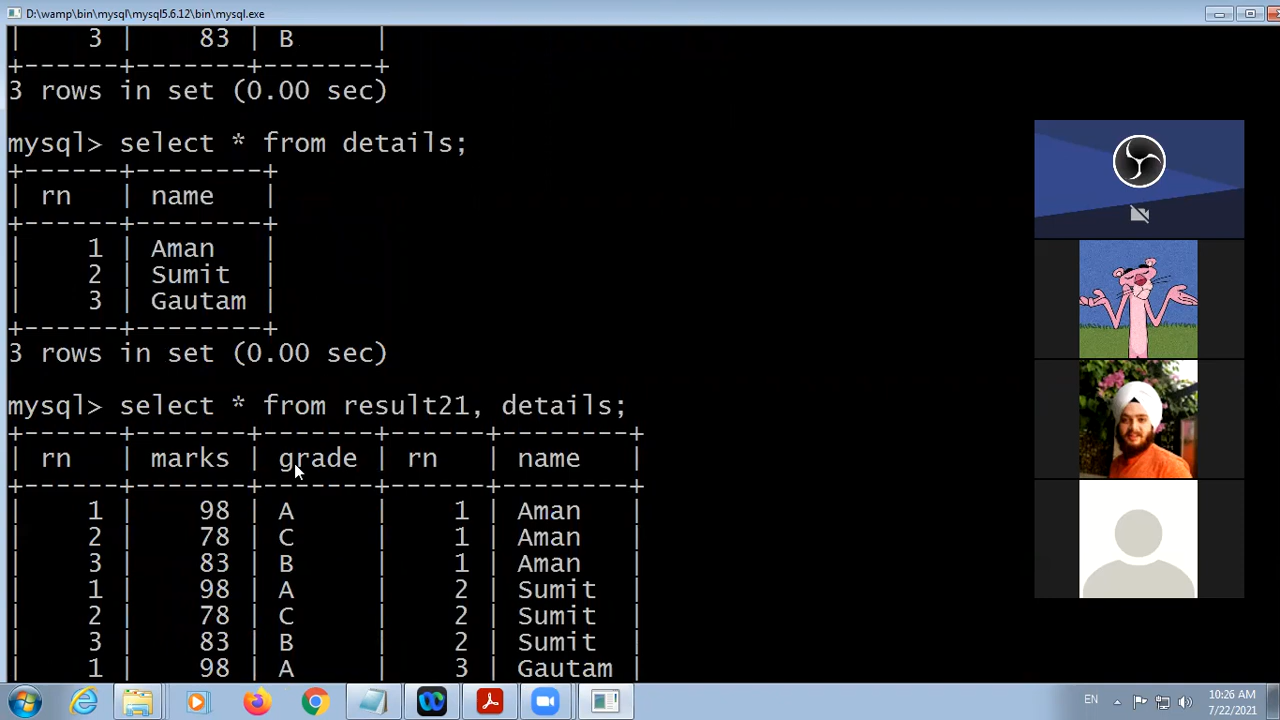 D:\wamp\bin\mysql\mysql5.6.12\bin\mysql.exe
| 3 | 83 | B |
+------+-------+-------+
3 rows in set (0.00 sec)
mysql> select * from details;
+------+--------+
| rn | name |
+------+--------+
| 1 | Aman |
| 2 | Sumit |
| 3 | Gautam |
+------+--------+
3 rows in set (0.00 sec)
mysql> select * from result21, details;
+------+-------+-------+------+--------+
| rn | marks | grade | rn | name |
+------+-------+-------+------+--------+
| 1 | 98 | A | 1 | Aman |
| 2 | 78 | C | 1 | Aman |
| 3 | 83 | B | 1 | Aman |
| 1 | 98 | A | 2 | Sumit |
| 2 | 78 | C | 2 | Sumit |
| 3 | 83 | B | 2 | Sumit |
| 1 | 98 | A | 3 | Gautam |
EN
10:26 AM
7/22/2021